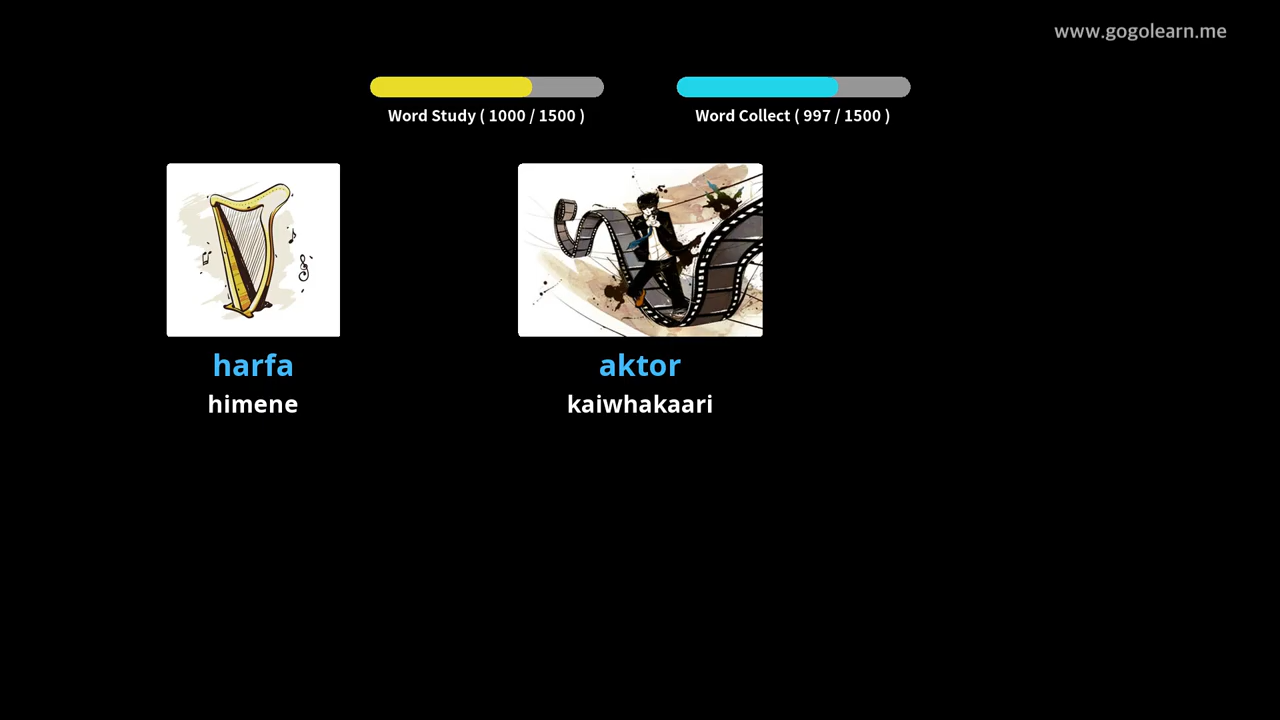 www.gogolearn.me
Word Study ( 1000 / 1500 )
Word Collect ( 997 / 1500 )
harfa
himene
aktor
kaiwhakaari